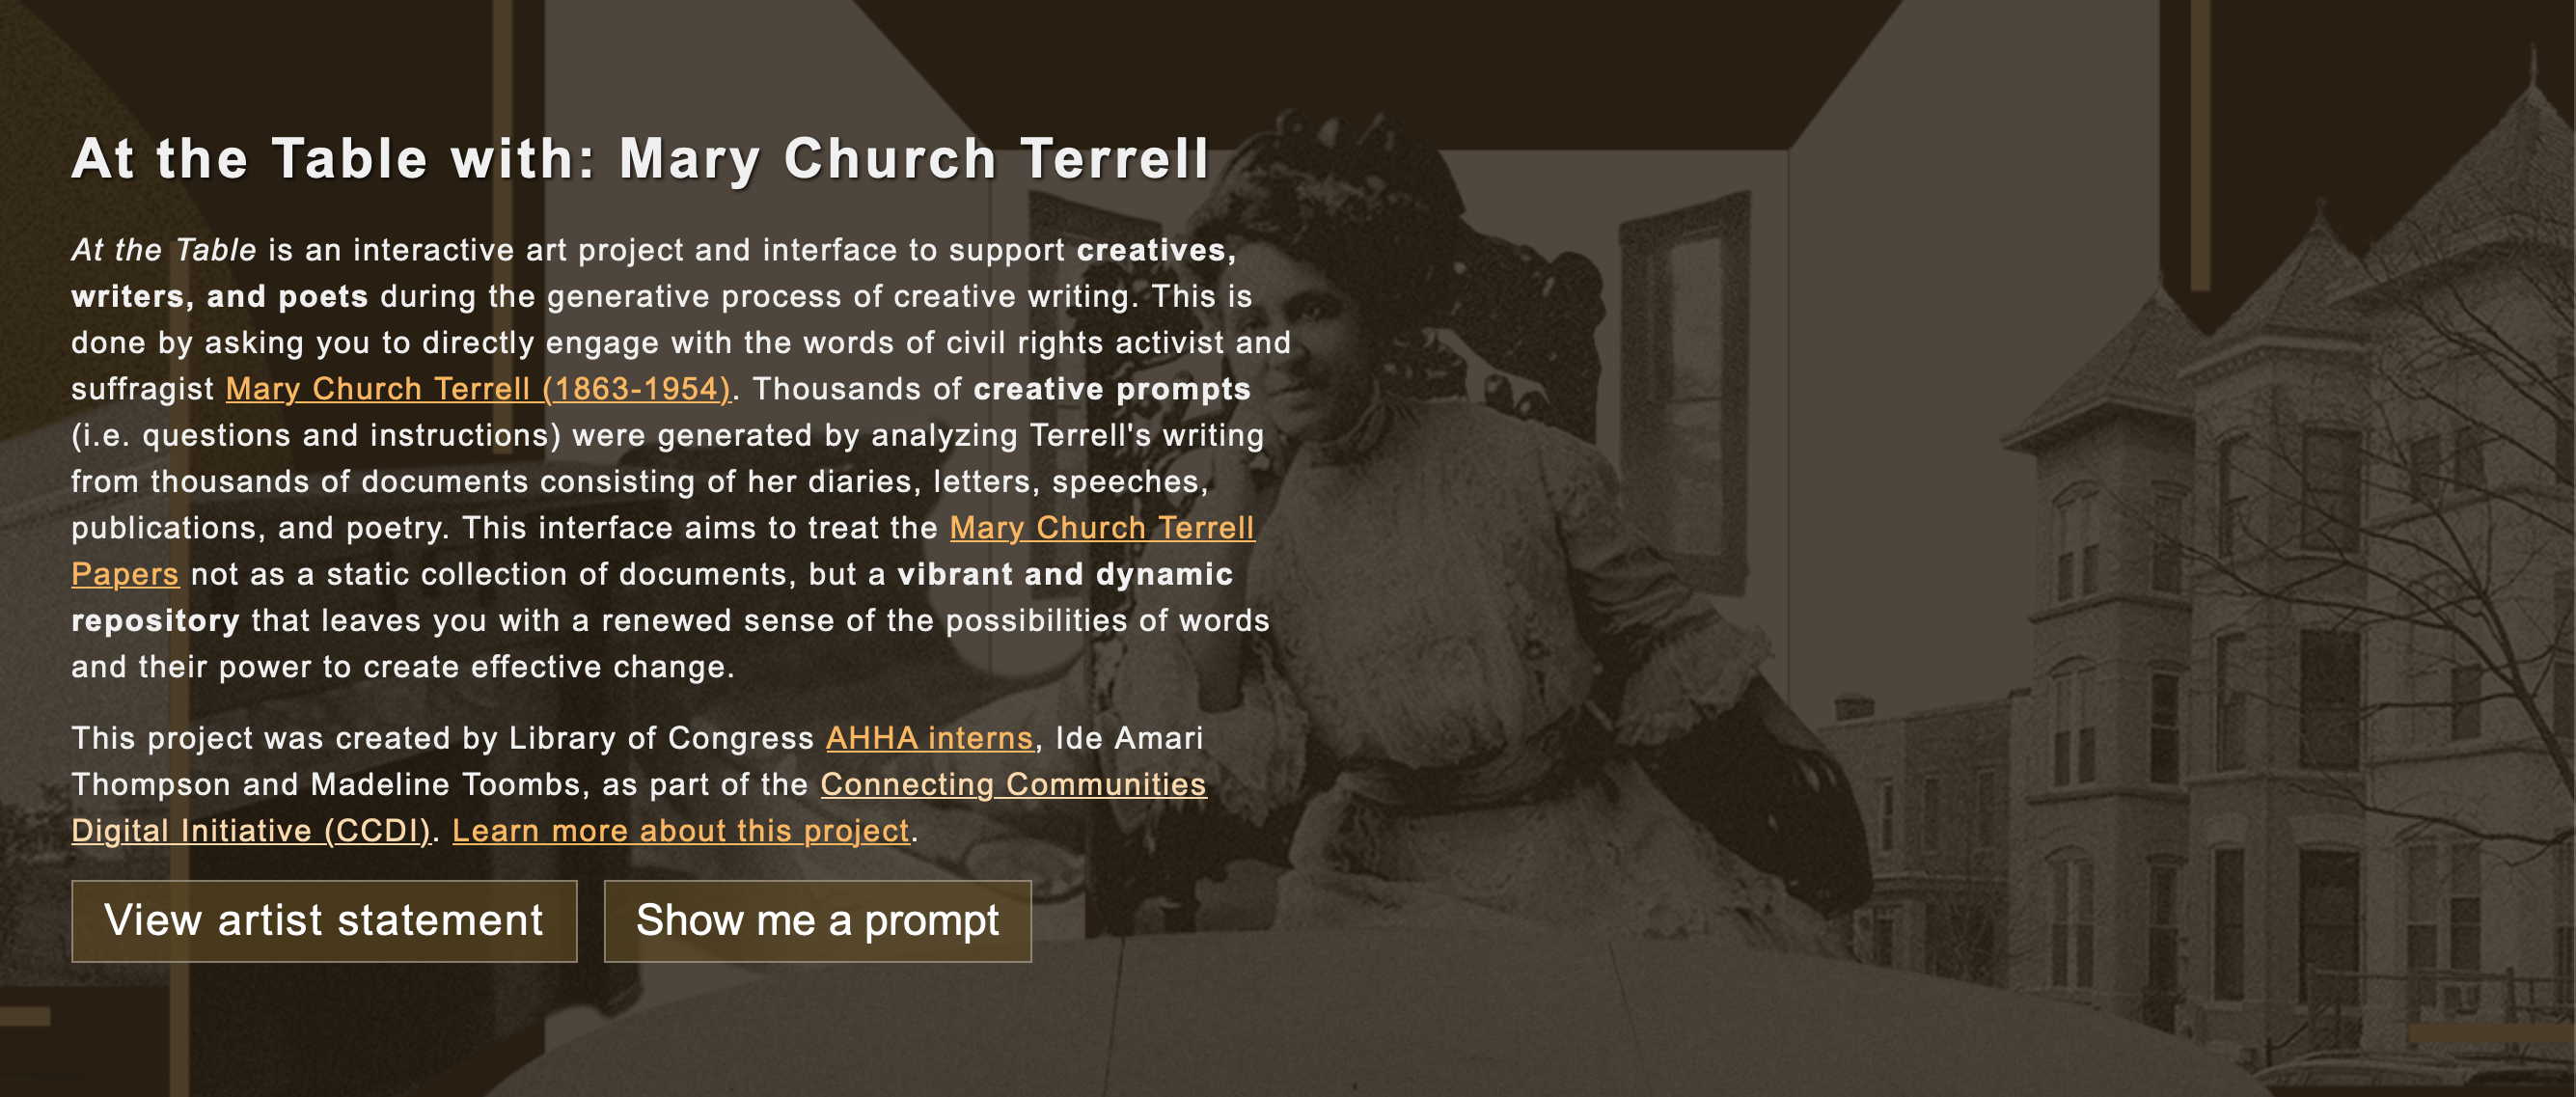 At the Table with: Mary Church Terrell
At the Table is an interactive art project and interface to support creatives,
writers, and poets during the generative process of creative writing. This is
done by asking you to directly engage with the words of civil rights activist and
suffragist Mary Church Terrell (1863-1954). Thousands of creative prompts
(i.e. questions and instructions) were generated by analyzing Terrell's writing
from thousands of documents consisting of her diaries, letters, speeches,
publications, and poetry. This interface aims to treat the Mary Church Terrell
Papers not as a static collection of documents, but a vibrant and dynamic
repository that leaves you with a renewed sense of the possibilities of words
and their power to create effective change.
This project was created by Library of Congress AHHA interns, Ide Amari
Thompson and Madeline Toombs, as part of the Connecting Communities
Digital Initiative (CCDI). Learn more about this project.
View artist statement
Show me a prompt